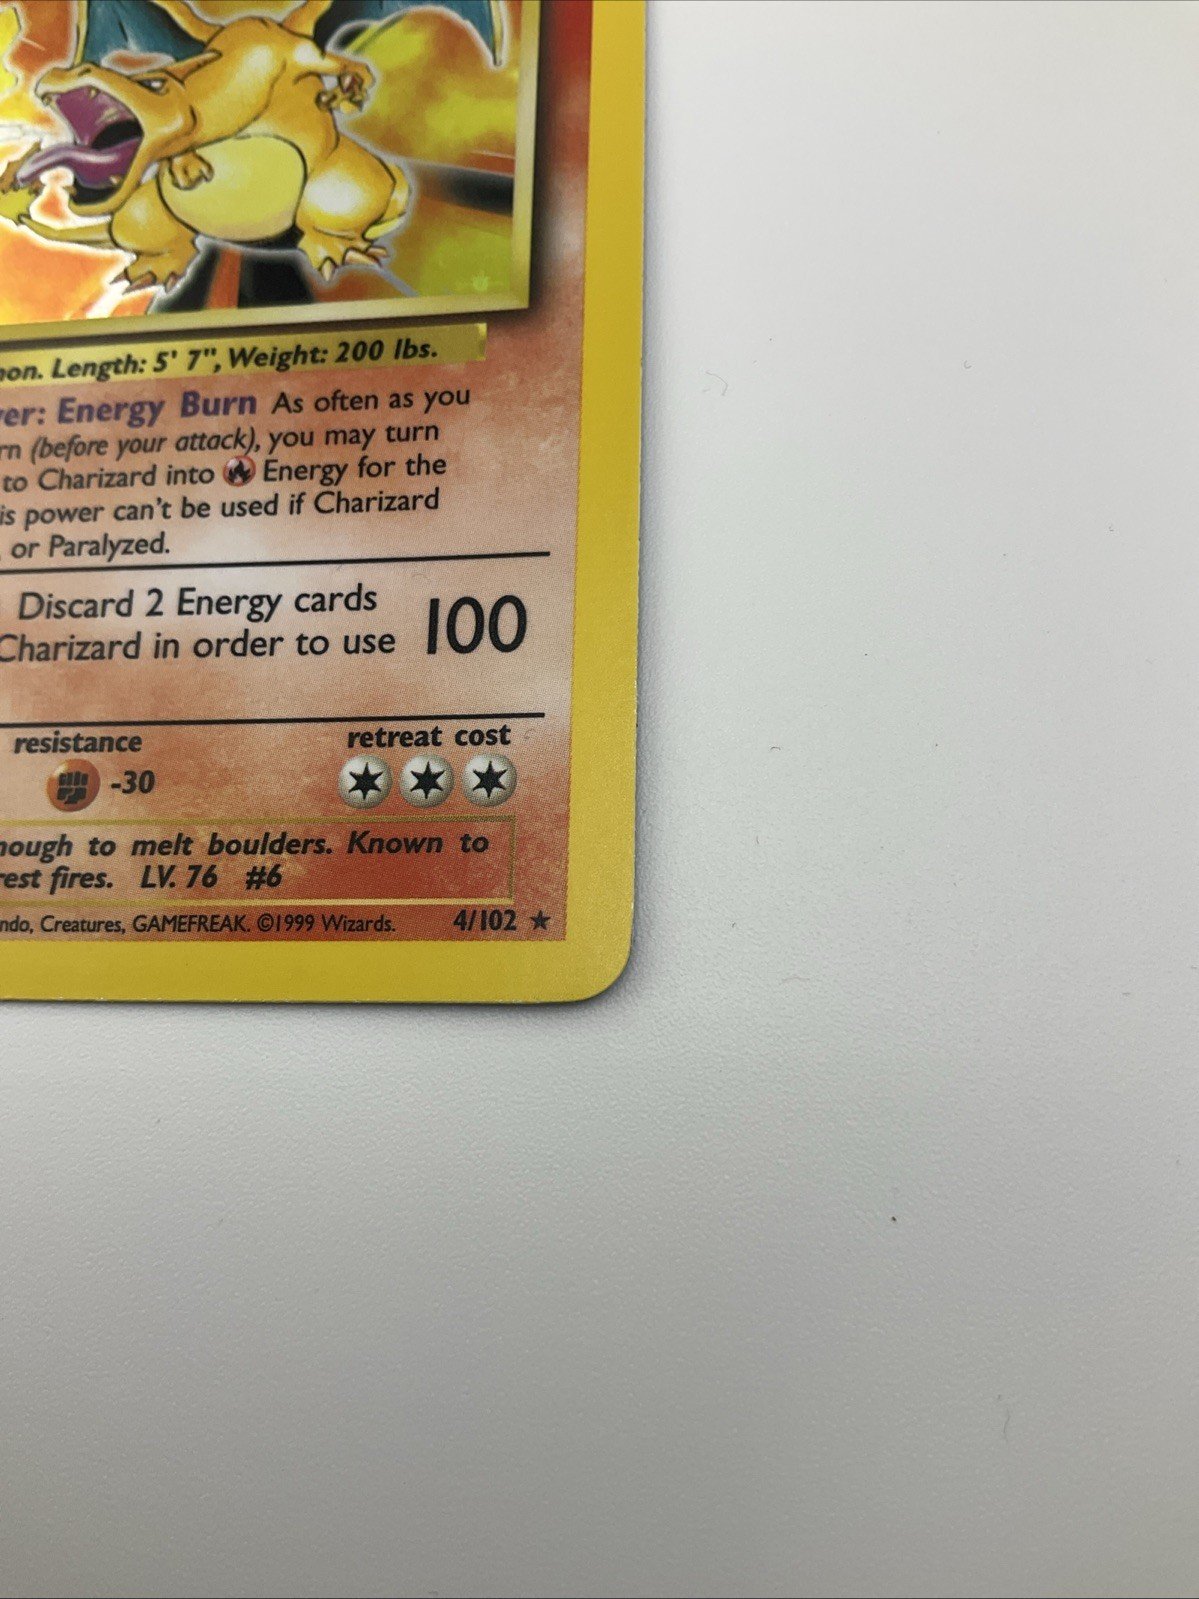 non. Length: 5' 7", Weight: 200 lbs.
er: Energy Burn As often as you
rn (before your attack), you may turn
to Charizard into Energy for the
is power can't be used if Charizard
, or Paralyzed.
Discard 2 Energy cards
Charizard in order to use 100
resistance retreat cost
-30
nough to melt boulders. Known to
rest fires. LV. 76 #6
ndo, Creatures, GAMEFREAK. ©1999 Wizards. 4/102 ★